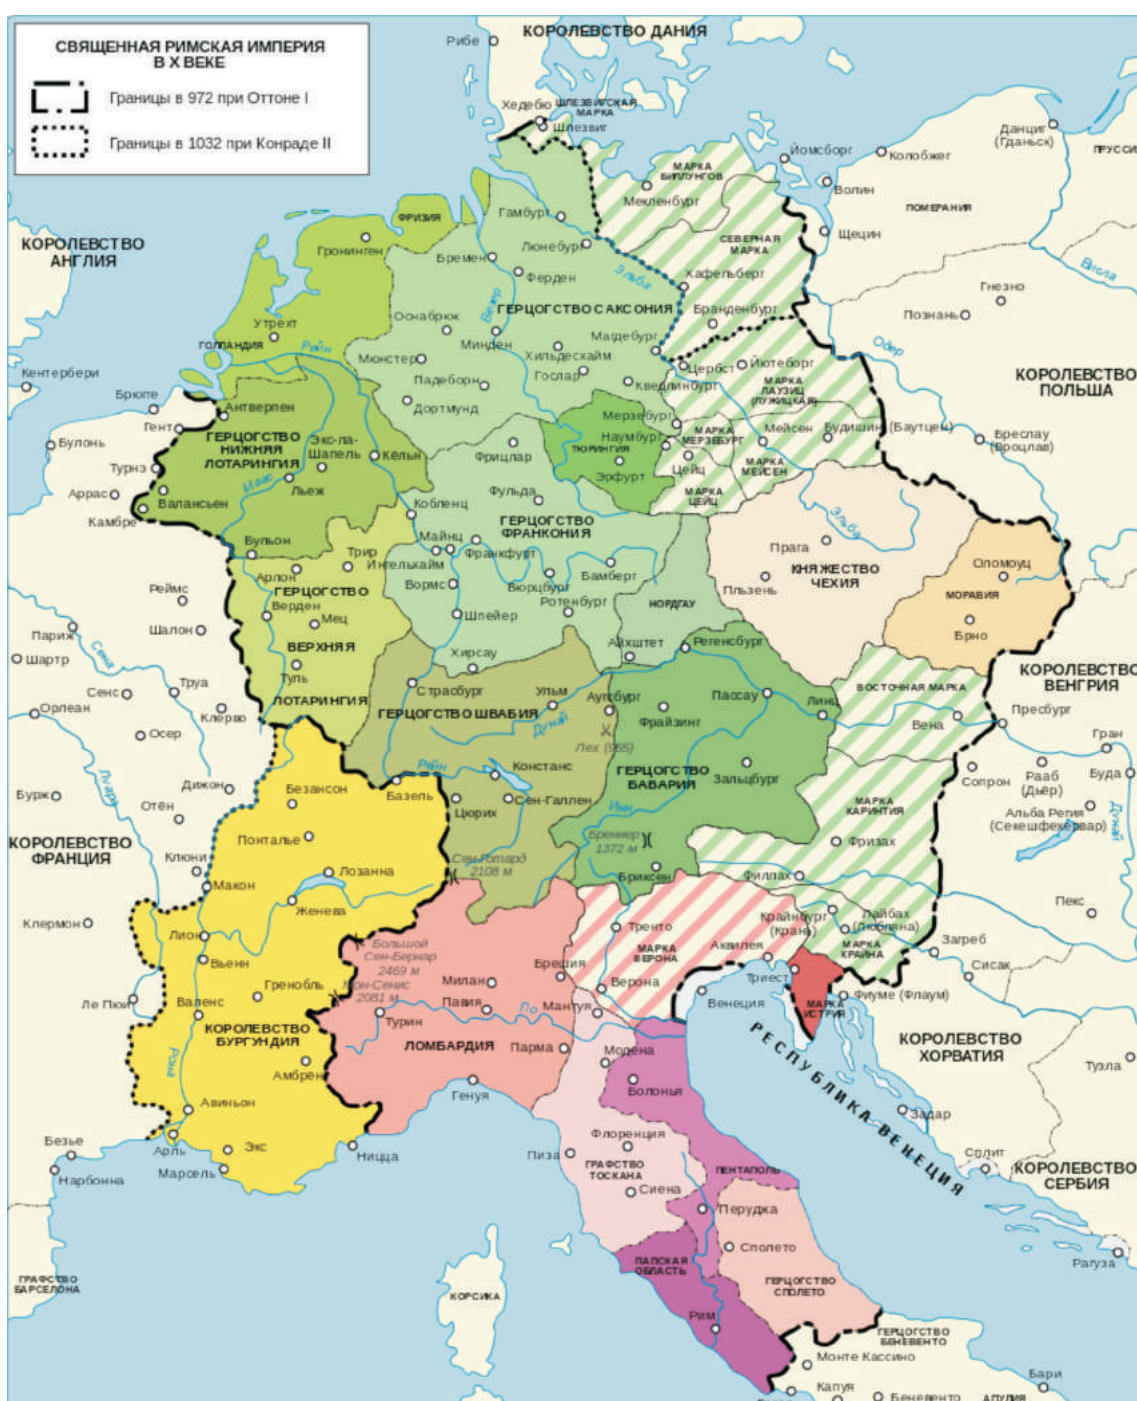 СВЯЩЕННАЯ РИМСКАЯ ИМПЕРИЯ
В X ВЕКЕ
Границы в 972 при Оттоне I
Границы в 1032 при Конраде II
КОРОЛЕВСТВО ДАНИЯ
Рибе
Хедебю
ШЛЕЗВИГСКАЯ
МАРКА
Шлезвиг
Данциг
(Гданьск)
ПРУССИ
Йомсборг
Колобжег
МАРКА
БИЛЛУНГОВ
Волин
Мекленбург
ПОМЕРАНИЯ
ФРИЗИЯ
Гамбург
Щецин
КОРОЛЕВСТВО
АНГЛИЯ
Гронинген
Люнебург
СЕВЕРНАЯ
МАРКА
Бремен
Ферден
Эльба
Хафельберг
Висла
Гнезно
Везер
ГЕРЦОГСТВО САКСОНИЯ
Бранденбург
Познань
Оснабрюк
Утрехт
ГОЛЛАНДИЯ
Рейн
Минден
Магдебург
Одер
Мюнстер
Хильдесхайм
Гослар
Цербст
Йютеборг
Кентербери
Падеборн
Кведлинбург
МАРКА
ЛАУЗИЦ
(ЛУЖИЦКАЯ)
КОРОЛЕВСТВО
ПОЛЬША
Брюгге
Антверпен
Дортмунд
Мерзебург
Гент
Булонь
ГЕРЦОГСТВО
НИЖНЯЯ
ЛОТАРИНГИЯ
Экс-ла-
Шапель
Кёльн
Фрицлар
Наумбург
ТЮРИНГИЯ
МАРКА
МЕРЗЕБУРГ
Мейсен
Будишин (Баутцен)
Бреслау
(Вроцлав)
Турнэ
Маас
Льеж
Эрфурт
Цейц
МАРКА
МЕЙСЕН
Аррас
Валансьен
Фульда
МАРКА
ЦЕЙЦ
Камбре
Кобленц
ГЕРЦОГСТВО
ФРАНКОНИЯ
Эльба
Бульон
Трир
Майнц
Ингельхайм
Франкфурт
Прага
Арлон
Вормс
Вюрцбург
Бамберг
КНЯЖЕСТВО
ЧЕХИЯ
Оломоуц
Пльзень
МОРАВИЯ
Реймс
ГЕРЦОГСТВО
Верден
Мец
Шпейер
Ротенбург
НОРДГАУ
Брно
Париж
Шалон
ВЕРХНЯЯ
Айхштет
Регенсбург
Шартр
Сена
Хирсау
Туль
ЛОТАРИНГИЯ
Страсбург
Ульм
Аугсбург
Пассау
ВОСТОЧНАЯ МАРКА
КОРОЛЕВСТВО
ВЕНГРИЯ
Сенс
Труа
Орлеан
Клерво
ГЕРЦОГСТВО ШВАБИЯ
Дунай
Фрайзинг
Линц
Вена
Пресбург
Осер
Лех (955)
Гран
Луара
Рейн
Констанс
ГЕРЦОГСТВО
БАВАРИЯ
Зальцбург
Сопрон
Рааб
(Дьёр)
Буда
Бурж
Дижон
Безансон
Базель
Отён
Цюрих
Сен-Галлен
Инн
МАРКА
КАРИНТИЯ
Альба Регия
(Секешфехервар)
Дунай
КОРОЛЕВСТВО
ФРАНЦИЯ
Понталье
Бреннер
1372 м
Фризах
Клюни
Лозанна
Сен-Готард
2108 м
Бриксен
Филлах
Макон
Женева
Клермон
Крайнбург
(Крань)
Лайбах
(Любляна)
Пекс
Лион
Тренто
МАРКА
ВЕРОНА
Аквилея
МАРКА
КРАЙНА
Загреб
Вьенн
Большой
Сен-Бернар
2469 м
Мон-Сенис
2081 м
Милан
Брешия
Верона
Триест
Сисак
Ле Пюи
Валенс
Гренобль
Павия
По
Мантуя
Венеция
МАРКА
ИСТРИЯ
Фиуме (Флаум)
Турин
КОРОЛЕВСТВО
БУРГУНДИЯ
ЛОМБАРДИЯ
Парма
Модена
РЕСПУБЛИКА ВЕНЕЦИЯ
КОРОЛЕВСТВО
ХОРВАТИЯ
Рона
Амбрён
Тузла
Генуя
Болонья
Авиньон
Задар
Безье
Арль
Экс
Ницца
Пиза
Флоренция
Нарбонна
Марсель
ГРАФСТВО
ТОСКАНА
ПЕНТАПОЛЬ
Сплит
КОРОЛЕВСТВО
СЕРБИЯ
Сиена
Перуджа
Сполето
Рагуза
ГРАФСТВО
БАРСЕЛОНА
КОРСИКА
ПАПСКАЯ
ОБЛАСТЬ
ГЕРЦОГСТВО
СПОЛЕТО
Рим
ГЕРЦОГСТВО
БЕНЕВЕНТО
Монте Кассино
Бари
Капуя
Беневенто
АПУЛИЯ